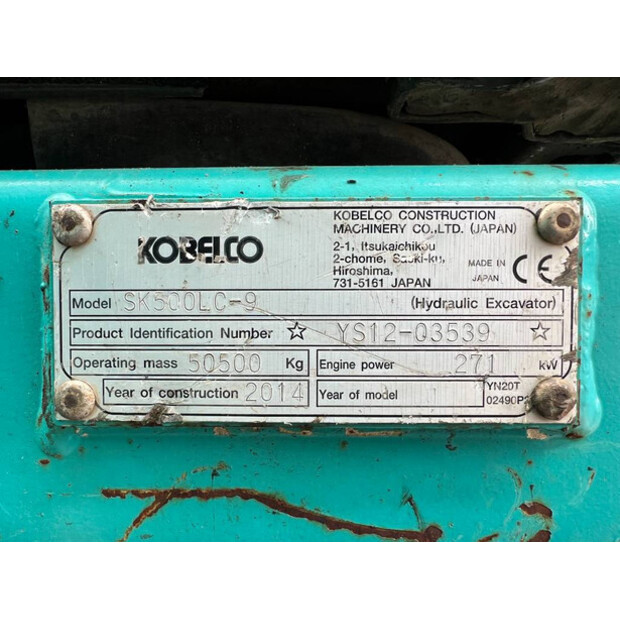 KOBELCO
KOBELCO CONSTRUCTION
MACHINERY CO.,LTD. (JAPAN)
2-1, Itsukaichikou
2-chome, Saeki-ku,
Hiroshima,
731-5161 JAPAN
MADE IN
JAPAN
CE
Model SK500LC-9 (Hydraulic Excavator)
Product Identification Number ☆ YS12-03539 ☆
Operating mass 50500 Kg
Engine power 271 kW
Year of construction 2014
Year of model
YN20T